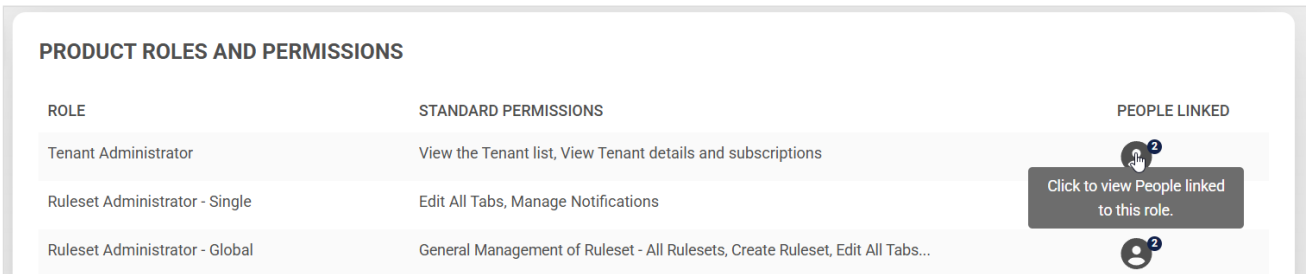 PRODUCT ROLES AND PERMISSIONS
ROLE STANDARD PERMISSIONS PEOPLE LINKED
Tenant Administrator View the Tenant list, View Tenant details and subscriptions 2
Click to view People linked
to this role.
Ruleset Administrator - Single Edit All Tabs, Manage Notifications
Ruleset Administrator - Global General Management of Ruleset - All Rulesets, Create Ruleset, Edit All Tabs... 2